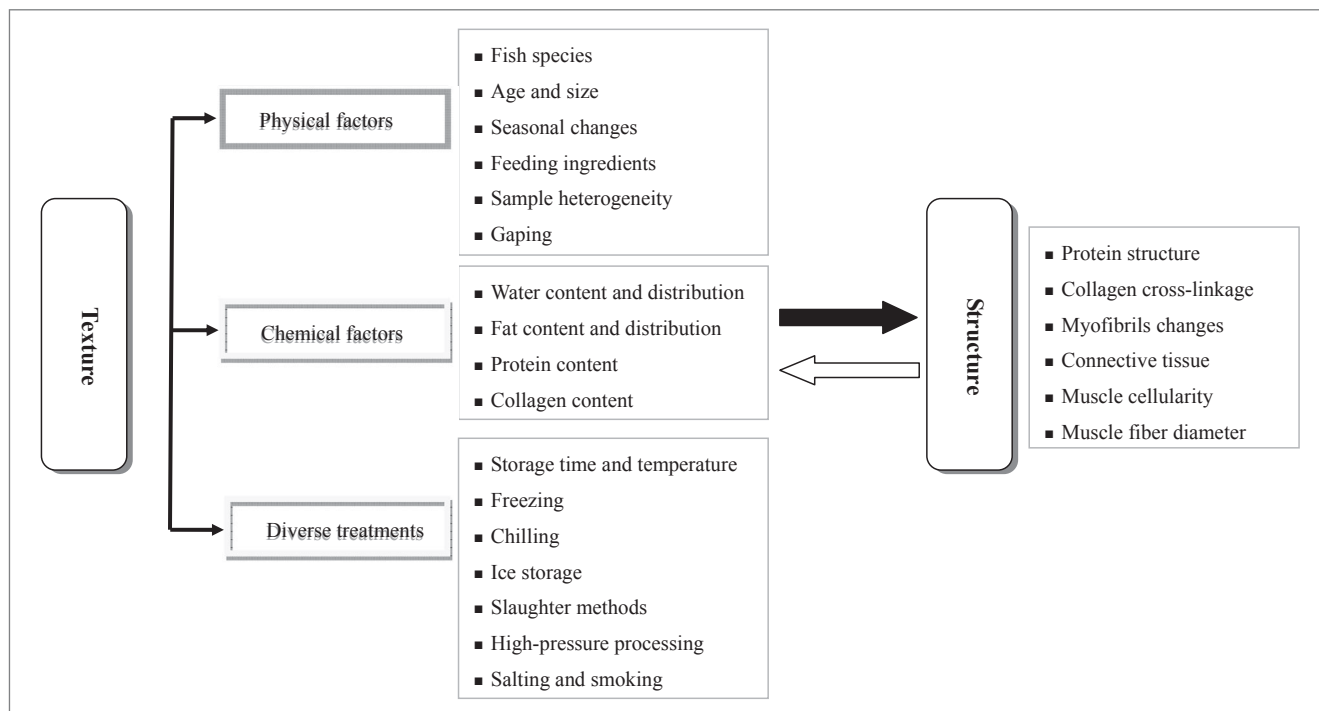 Texture
Physical factors
■ Fish species
■ Age and size
■ Seasonal changes
■ Feeding ingredients
■ Sample heterogeneity
■ Gaping
Chemical factors
■ Water content and distribution
■ Fat content and distribution
■ Protein content
■ Collagen content
Diverse treatments
■ Storage time and temperature
■ Freezing
■ Chilling
■ Ice storage
■ Slaughter methods
■ High-pressure processing
■ Salting and smoking
Structure
■ Protein structure
■ Collagen cross-linkage
■ Myofibrils changes
■ Connective tissue
■ Muscle cellularity
■ Muscle fiber diameter